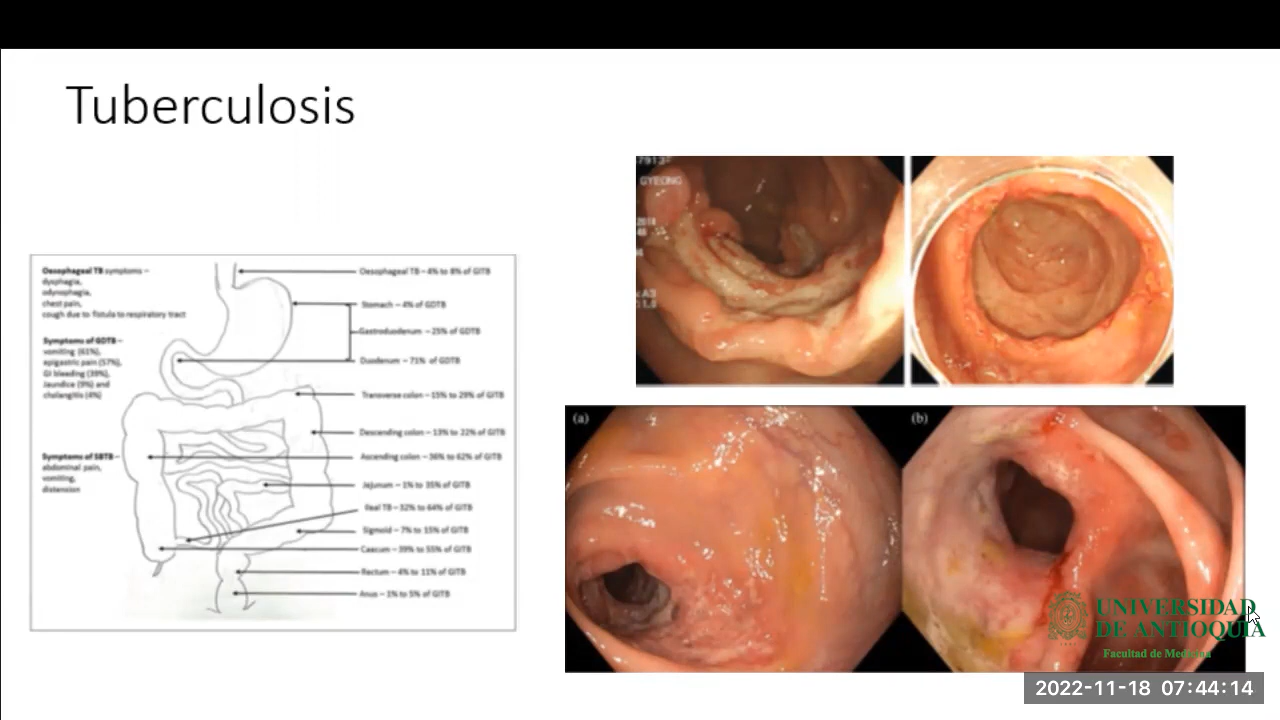 Tuberculosis
Oesophageal TB symptoms –
dysphagia,
odynophagia,
chest pain,
cough due to fistula to respiratory tract
Symptoms of GDTB –
vomiting (61%),
epigastric pain (57%),
GI bleeding (39%),
Jaundice (9%) and
cholangitis (4%)
Symptoms of SBTB –
abdominal pain,
vomiting,
distension
Oesophageal TB – 4% to 8% of GITB
Stomach – 4% of GDTB
Gastroduodenum – 25% of GDTB
Duodenum – 71% of GDTB
Transverse colon – 15% to 29% of GITB
Descending colon – 13% to 22% of GITB
Ascending colon – 36% to 62% of GITB
Jejunum – 1% to 35% of GITB
Ileal TB – 32% to 64% of GITB
Sigmoid – 7% to 15% of GITB
Caecum – 39% to 55% of GITB
Rectum – 4% to 11% of GITB
Anus – 1% to 5% of GITB
GYEONG
(a)
(b)
UNIVERSIDAD
DE ANTIOQUIA
Facultad de Medicina
2022-11-18 07:44:14